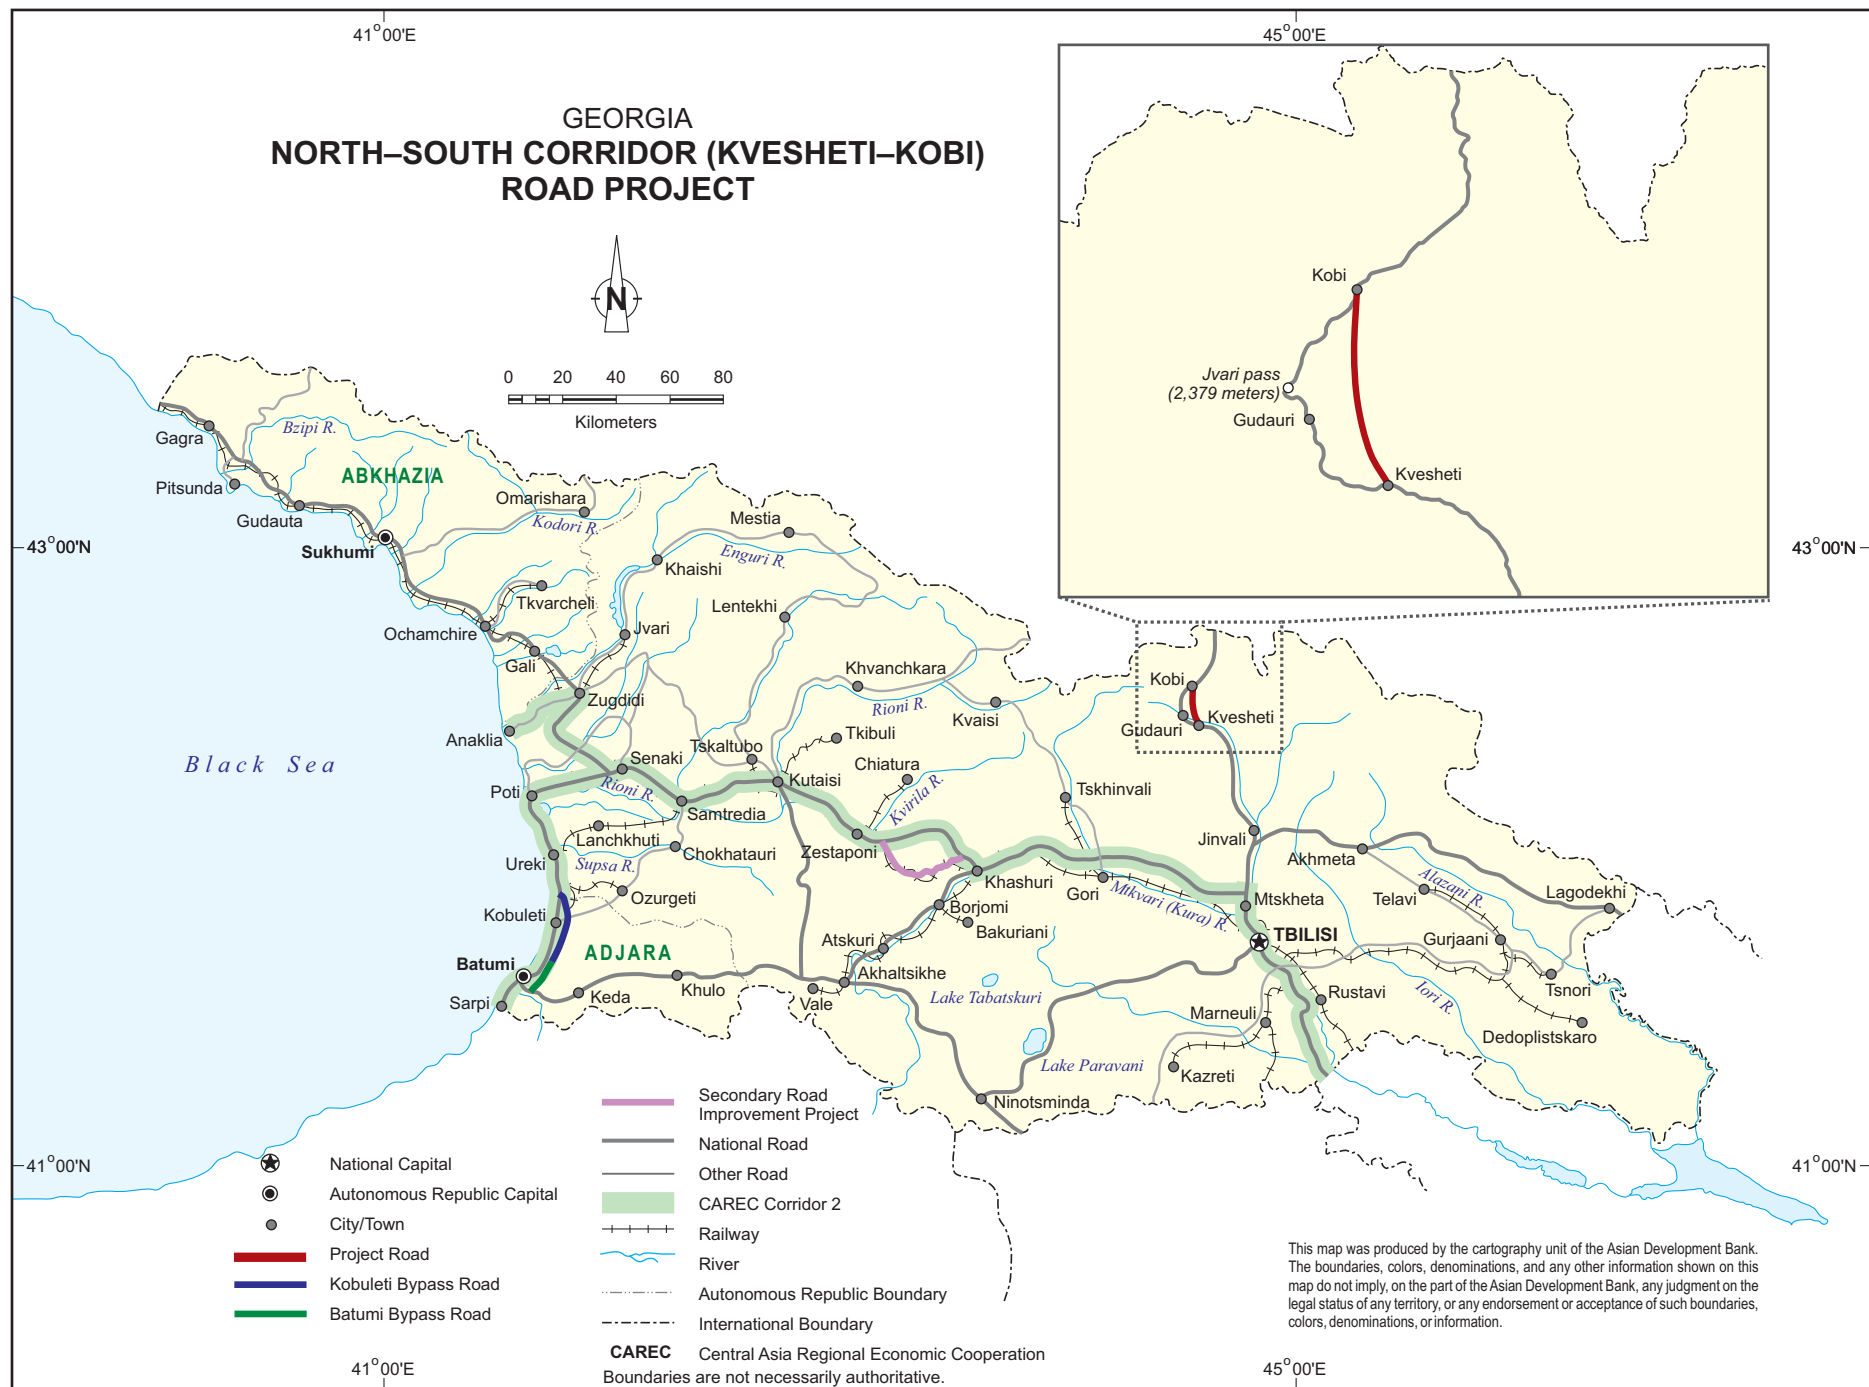 41°00'E
45°00'E
GEORGIA
NORTH–SOUTH CORRIDOR (KVESHETI–KOBI)
ROAD PROJECT
N
0 20 40 60 80
Kilometers
Kobi
Jvari pass
(2,379 meters)
Gudauri
Kvesheti
43°00'N
43°00'N
Gagra
Bzipi R.
Pitsunda
ABKHAZIA
Gudauta
Omarishara
Kodori R.
Sukhumi
Mestia
Enguri R.
Khaishi
Tkvarcheli
Lentekhi
Ochamchire
Jvari
Gali
Khvanchkara
Kobi
Zugdidi
Rioni R.
Kvaisi
Kvesheti
Gudauri
Anaklia
Tkibuli
Tskaltubo
Senaki
Black Sea
Chiatura
Kutaisi
Poti
Rioni R.
Kvirila R.
Tskhinvali
Samtredia
Lanchkhuti
Jinvali
Zestaponi
Chokhatauri
Akhmeta
Ureki
Supsa R.
Khashuri
Gori
Mtkvari (Kura) R.
Alazani R.
Lagodekhi
Ozurgeti
Telavi
Mtskheta
Kobuleti
Borjomi
Bakuriani
TBILISI
Atskuri
Gurjaani
ADJARA
Batumi
Akhaltsikhe
Khulo
Keda
Vale
Sarpi
Lake Tabatskuri
Rustavi
Iori R.
Tsnori
Marneuli
Dedoplistskaro
Lake Paravani
Kazreti
Ninotsminda
41°00'N
41°00'N
National Capital
Autonomous Republic Capital
City/Town
Project Road
Kobuleti Bypass Road
Batumi Bypass Road
Secondary Road
Improvement Project
National Road
Other Road
CAREC Corridor 2
Railway
River
Autonomous Republic Boundary
International Boundary
CAREC Central Asia Regional Economic Cooperation
Boundaries are not necessarily authoritative.
This map was produced by the cartography unit of the Asian Development Bank.
The boundaries, colors, denominations, and any other information shown on this
map do not imply, on the part of the Asian Development Bank, any judgment on the
legal status of any territory, or any endorsement or acceptance of such boundaries,
colors, denominations, or information.
41°00'E
45°00'E